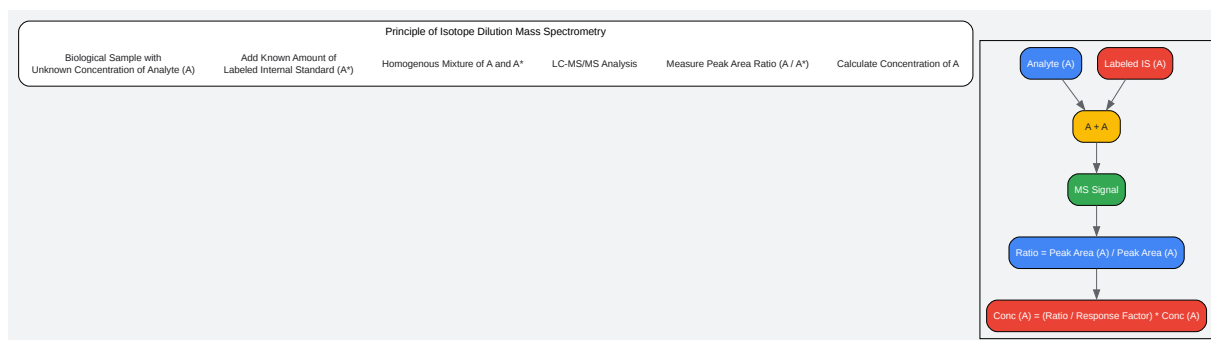 Principle of Isotope Dilution Mass Spectrometry
Biological Sample with
Unknown Concentration of Analyte (A)
Add Known Amount of
Labeled Internal Standard (A*)
Homogenous Mixture of A and A*
LC-MS/MS Analysis
Measure Peak Area Ratio (A / A*)
Calculate Concentration of A
Analyte (A)
Labeled IS (A)
A + A
MS Signal
Ratio = Peak Area (A) / Peak Area (A)
Conc (A) = (Ratio / Response Factor) * Conc (A)